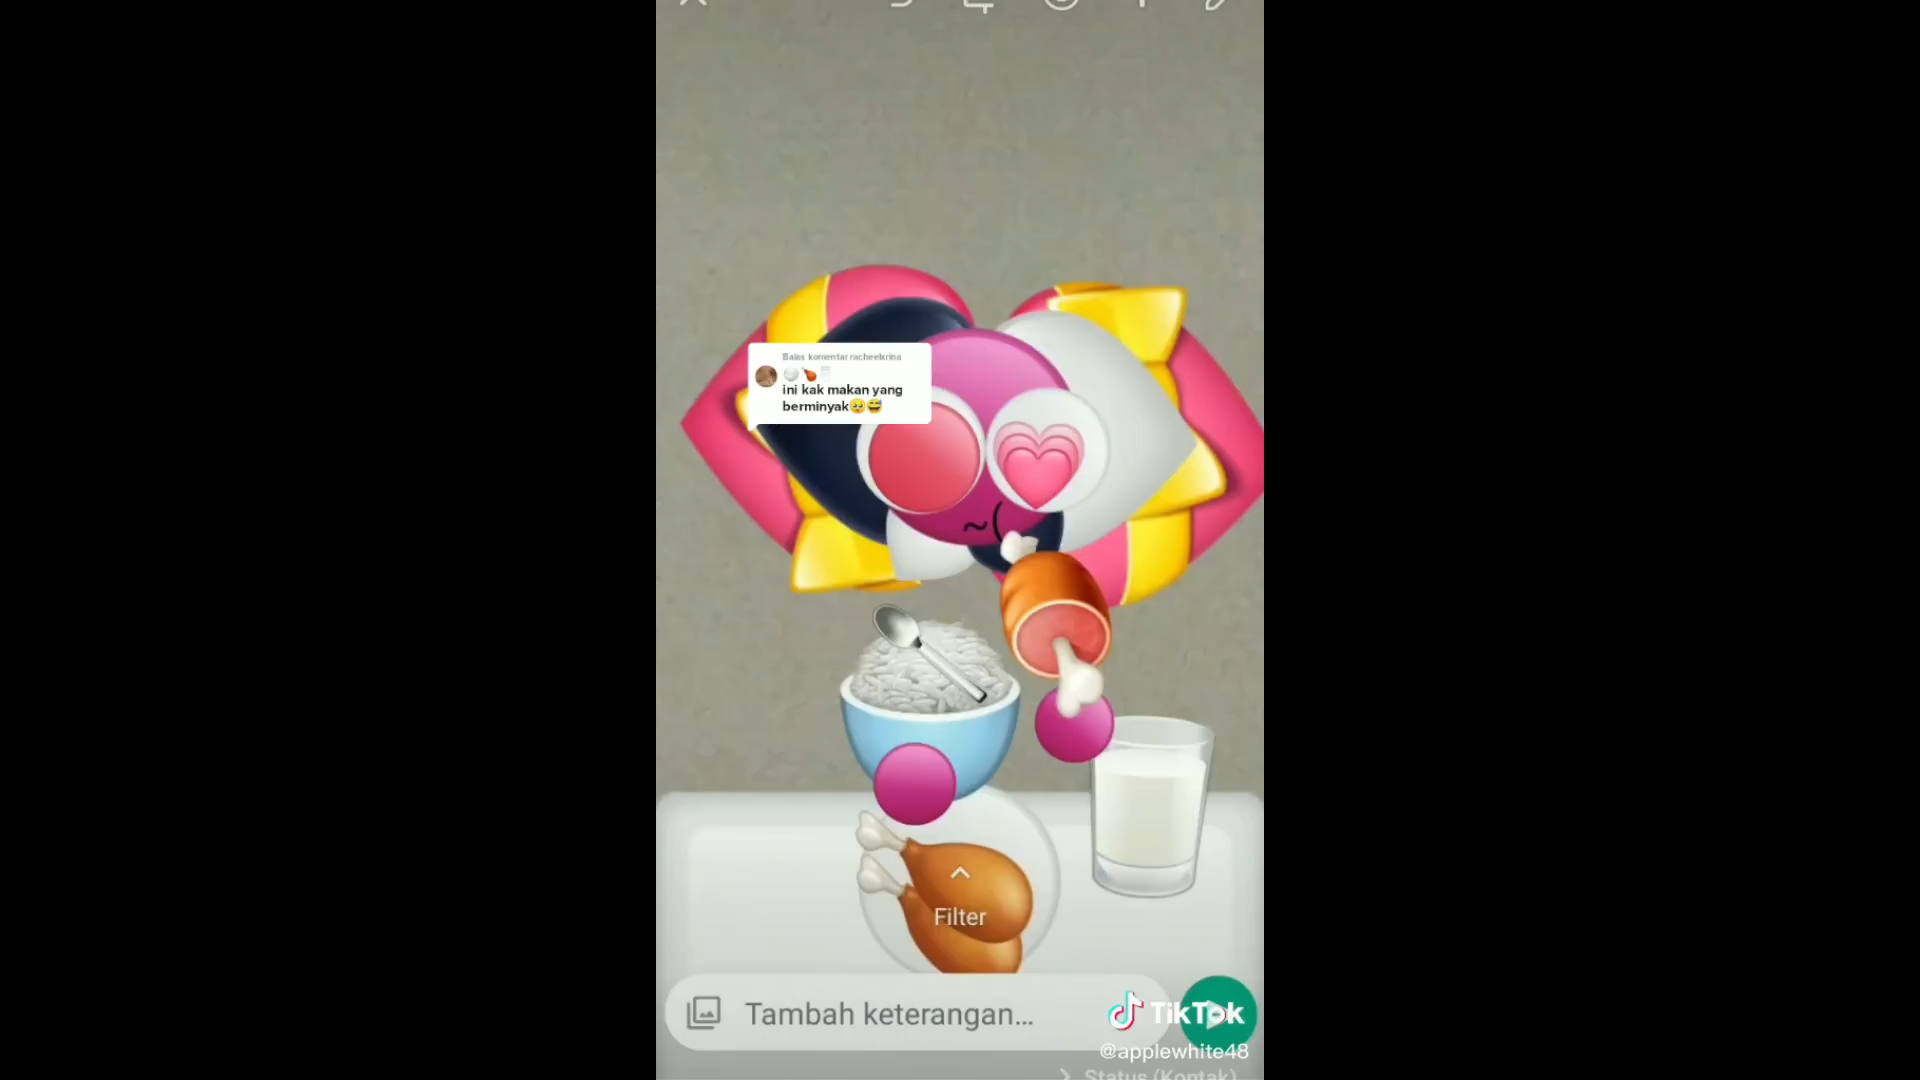 Balas komentar racheelxrina
ini kak makan yang
berminyak🥺😅
Filter
Tambah keterangan...
TikTok
@applewhite48
Status (Kontak)